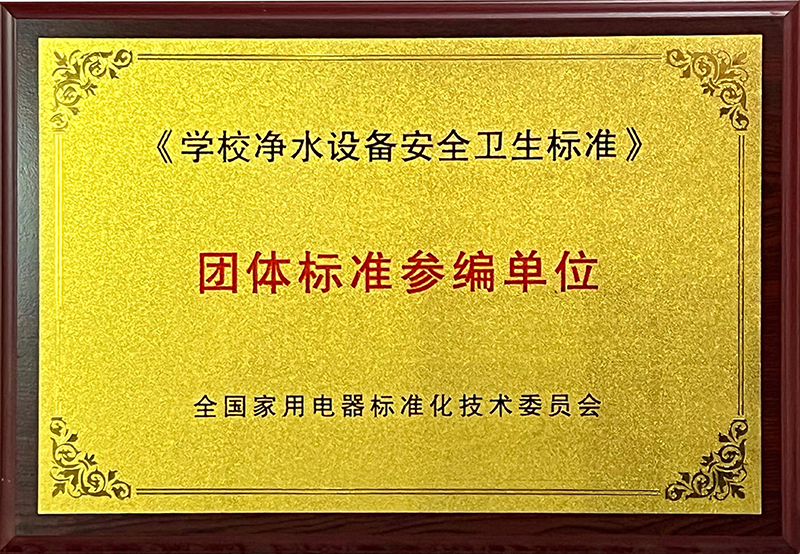 《学校净水设备安全卫生标准》
团体标准参编单位
全国家用电器标准化技术委员会